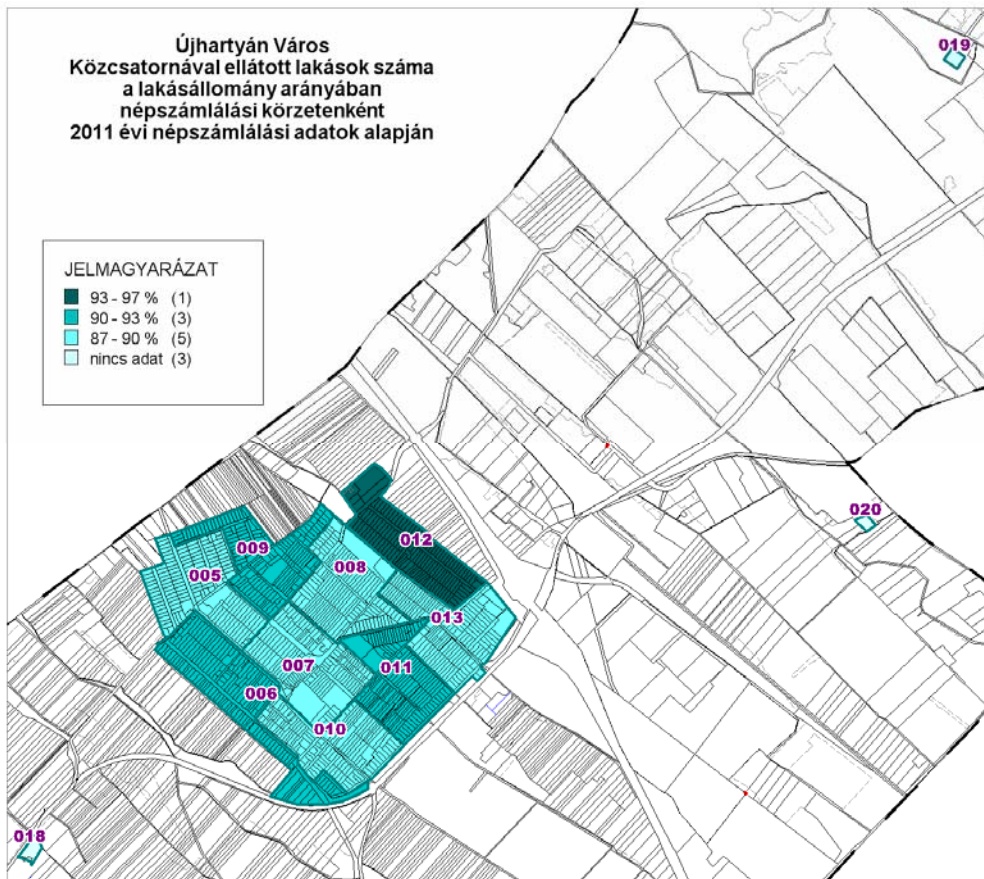 Újhartyán Város
Közcsatornával ellátott lakások száma
a lakásállomány arányában
népszámlálási körzetenként
2011 évi népszámlálási adatok alapján
019
JELMAGYARÁZAT
93 - 97 % (1)
90 - 93 % (3)
87 - 90 % (5)
nincs adat (3)
020
012
009
008
005
013
007
011
006
010
018